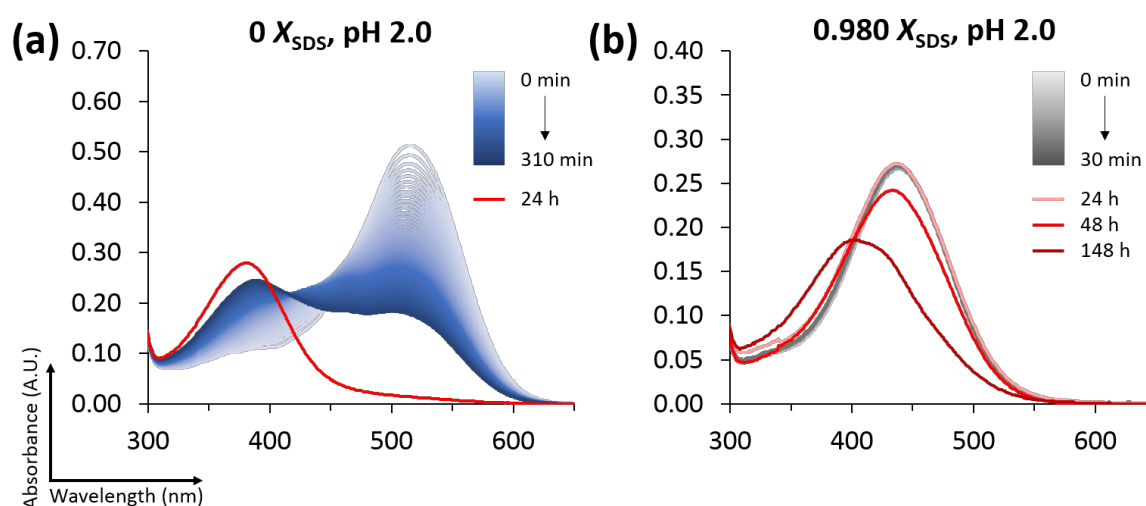 (a)
0 XSDS, pH 2.0
0.70
0.60
0.50
0.40
0.30
0.20
0.10
0.00
300
400
500
600
0 min
310 min
24 h
Absorbance (A.U.)
Wavelength (nm)
(b)
0.980 XSDS, pH 2.0
0.40
0.35
0.30
0.25
0.20
0.15
0.10
0.05
0.00
300
400
500
600
0 min
30 min
24 h
48 h
148 h